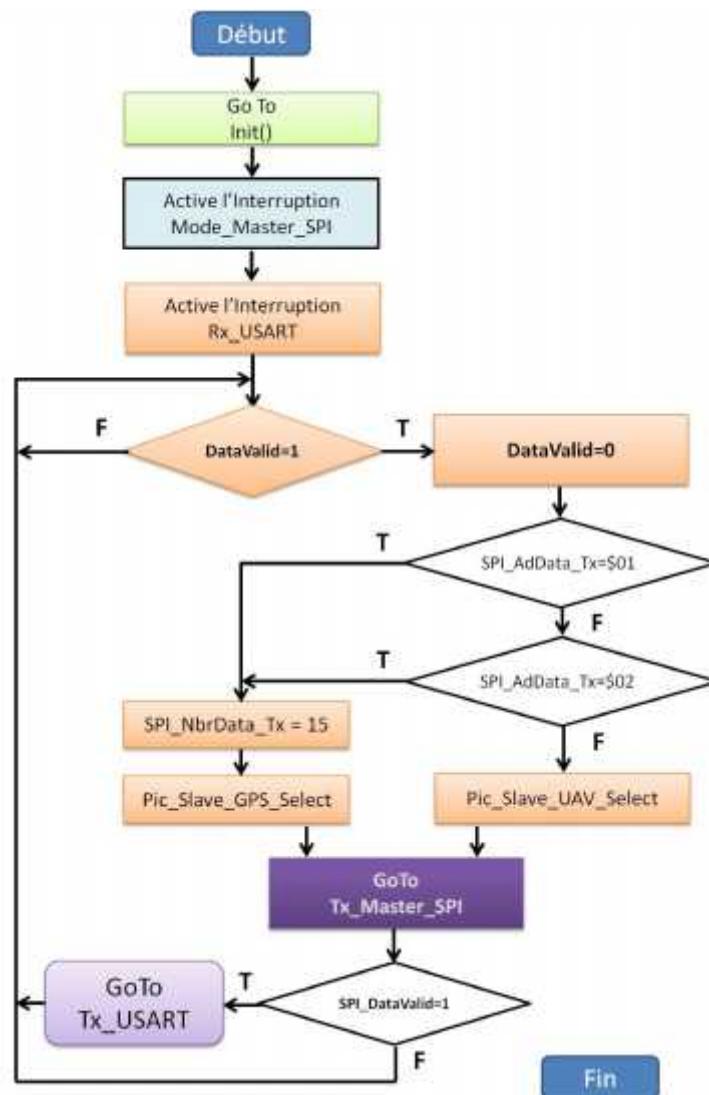 Début
Go To
Init()
Active l'Interruption
Mode_Master_SPI
Active l'Interruption
Rx_USART
F
T
DataValid=1
DataValid=0
T
SPI_AdData_Tx=$01
F
T
SPI_AdData_Tx=$02
F
SPI_NbrData_Tx = 15
Pic_Slave_GPS_Select
Pic_Slave_UAV_Select
GoTo
Tx_Master_SPI
GoTo
Tx_USART
T
SPI_DataValid=1
F
Fin